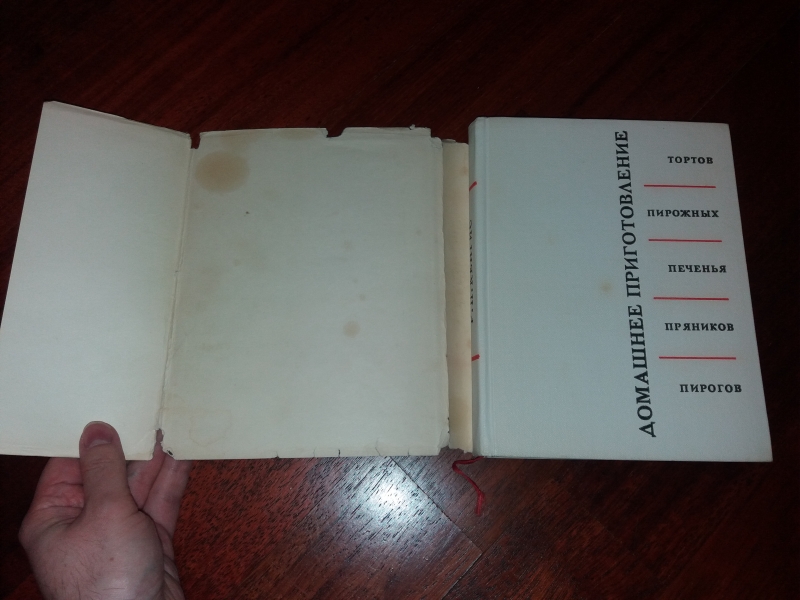 ДОМАШНЕЕ ПРИГОТОВЛЕНИЕ
ТОРТОВ
ПИРОЖНЫХ
ПЕЧЕНЬЯ
ПРЯНИКОВ
ПИРОГОВ